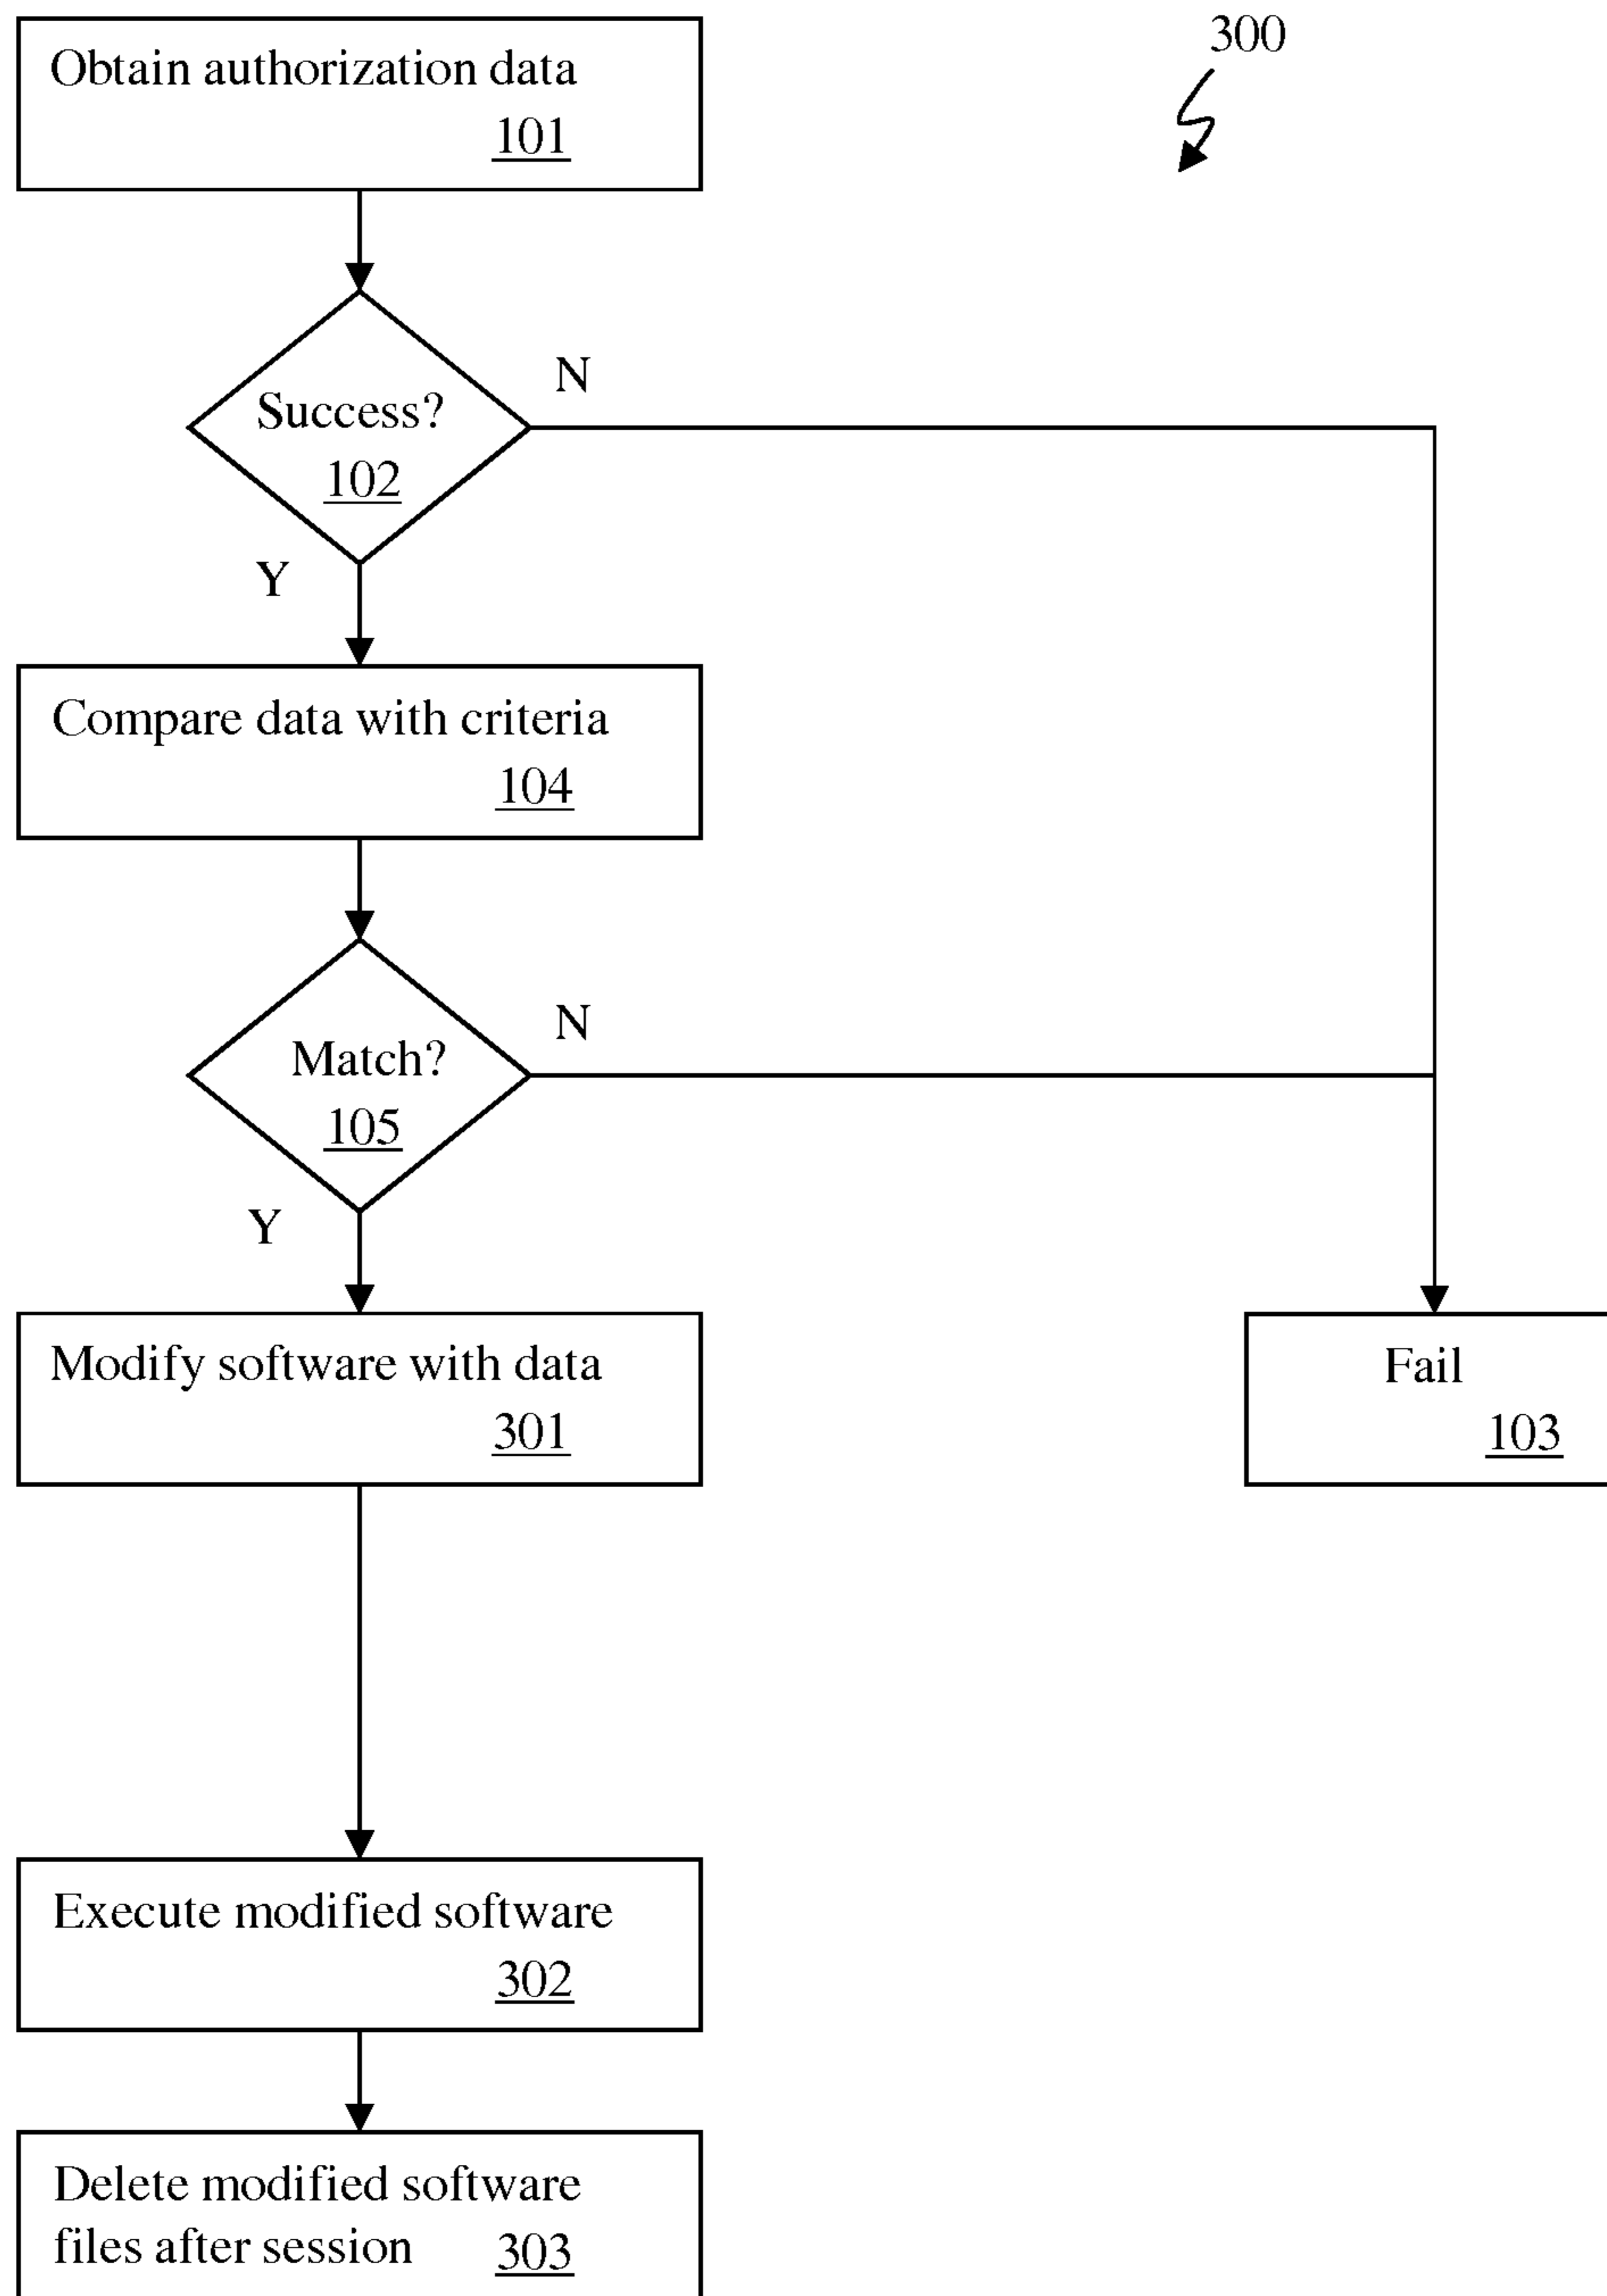 300
Obtain authorization data
101
Success?
102
N
Y
Compare data with criteria
104
Match?
105
N
Y
Modify software with data
301
Fail
103
Execute modified software
302
Delete modified software
files after session 303